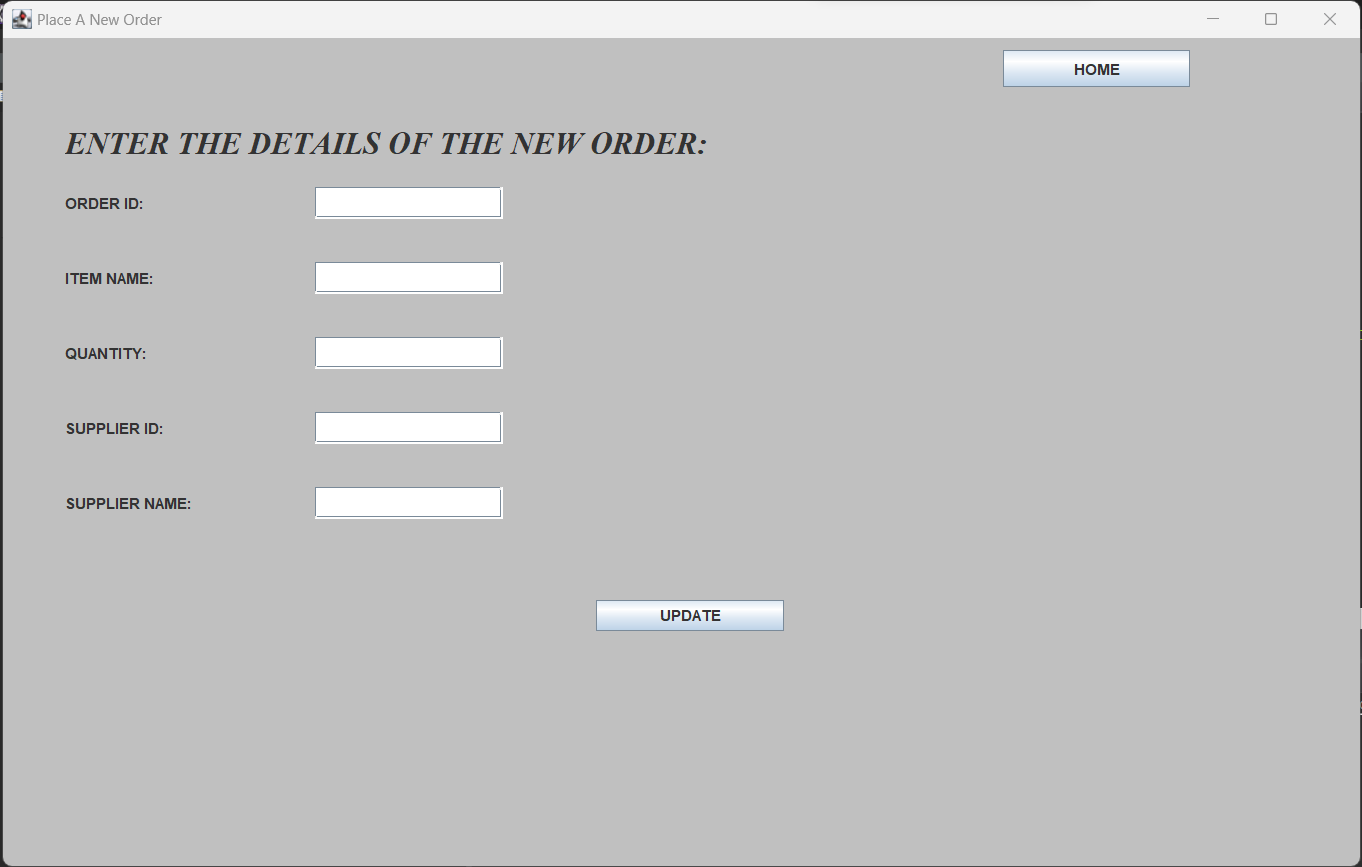 Place A New Order
HOME
ENTER THE DETAILS OF THE NEW ORDER:
ORDER ID:
ITEM NAME:
QUANTITY:
SUPPLIER ID:
SUPPLIER NAME:
UPDATE